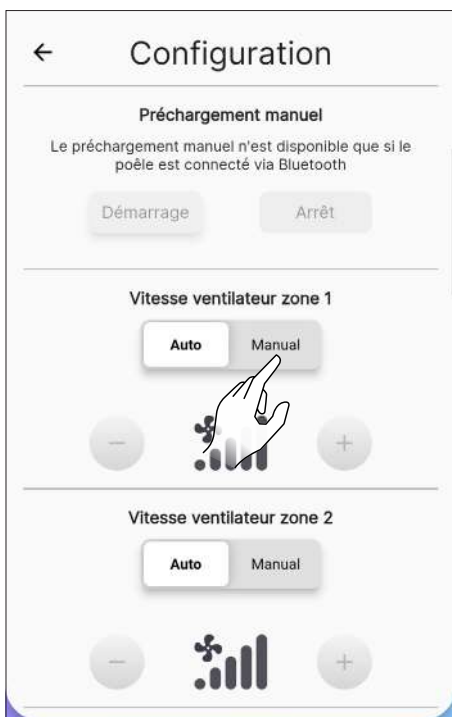 Configuration
Préchargement manuel
Le préchargement manuel n'est disponible que si le
poêle est connecté via Bluetooth
Démarrage Arrêt
Vitesse ventilateur zone 1
Auto Manual
Vitesse ventilateur zone 2
Auto Manual